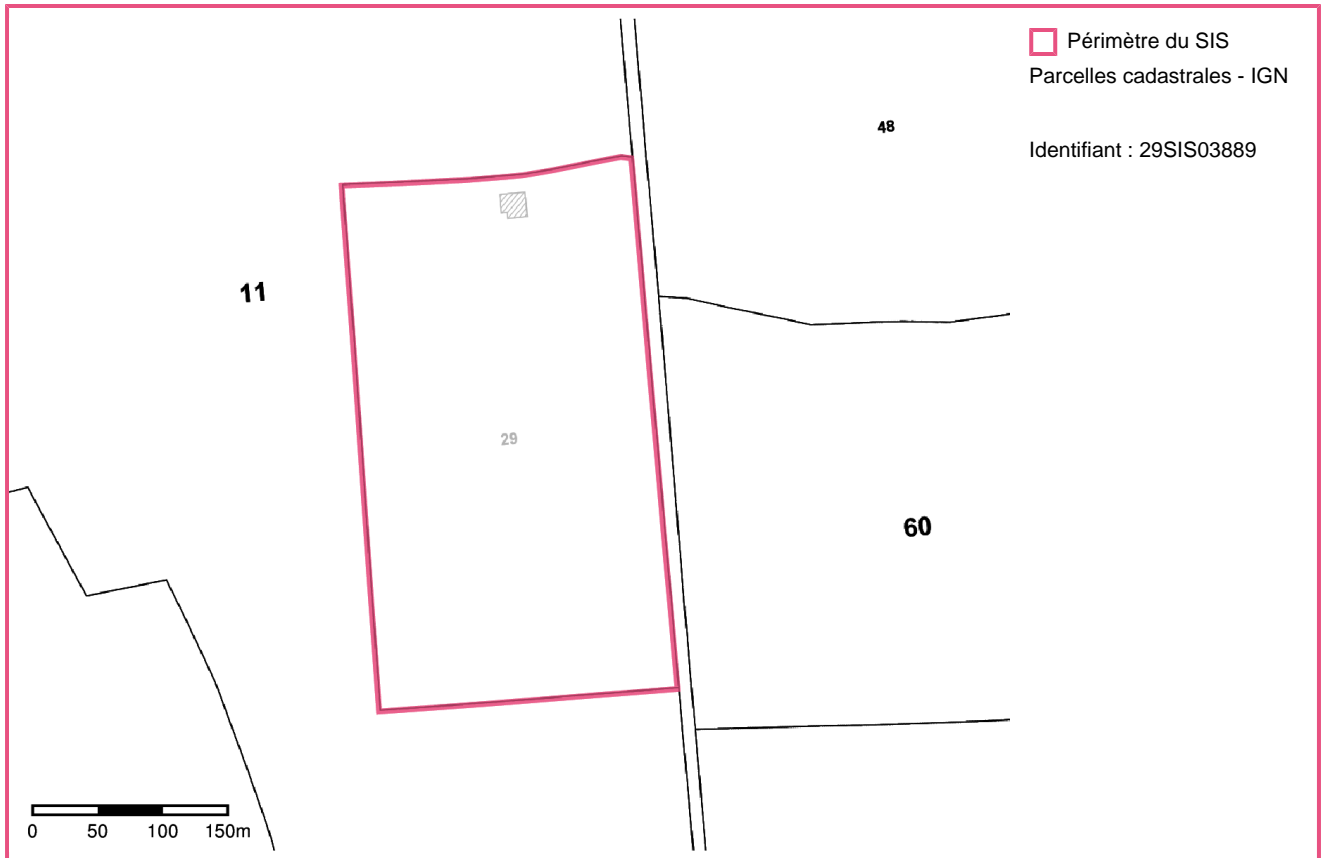 Périmètre du SIS
Parcelles cadastrales - IGN
Identifiant : 29SIS03889
48
11
29
60
0 50 100 150m